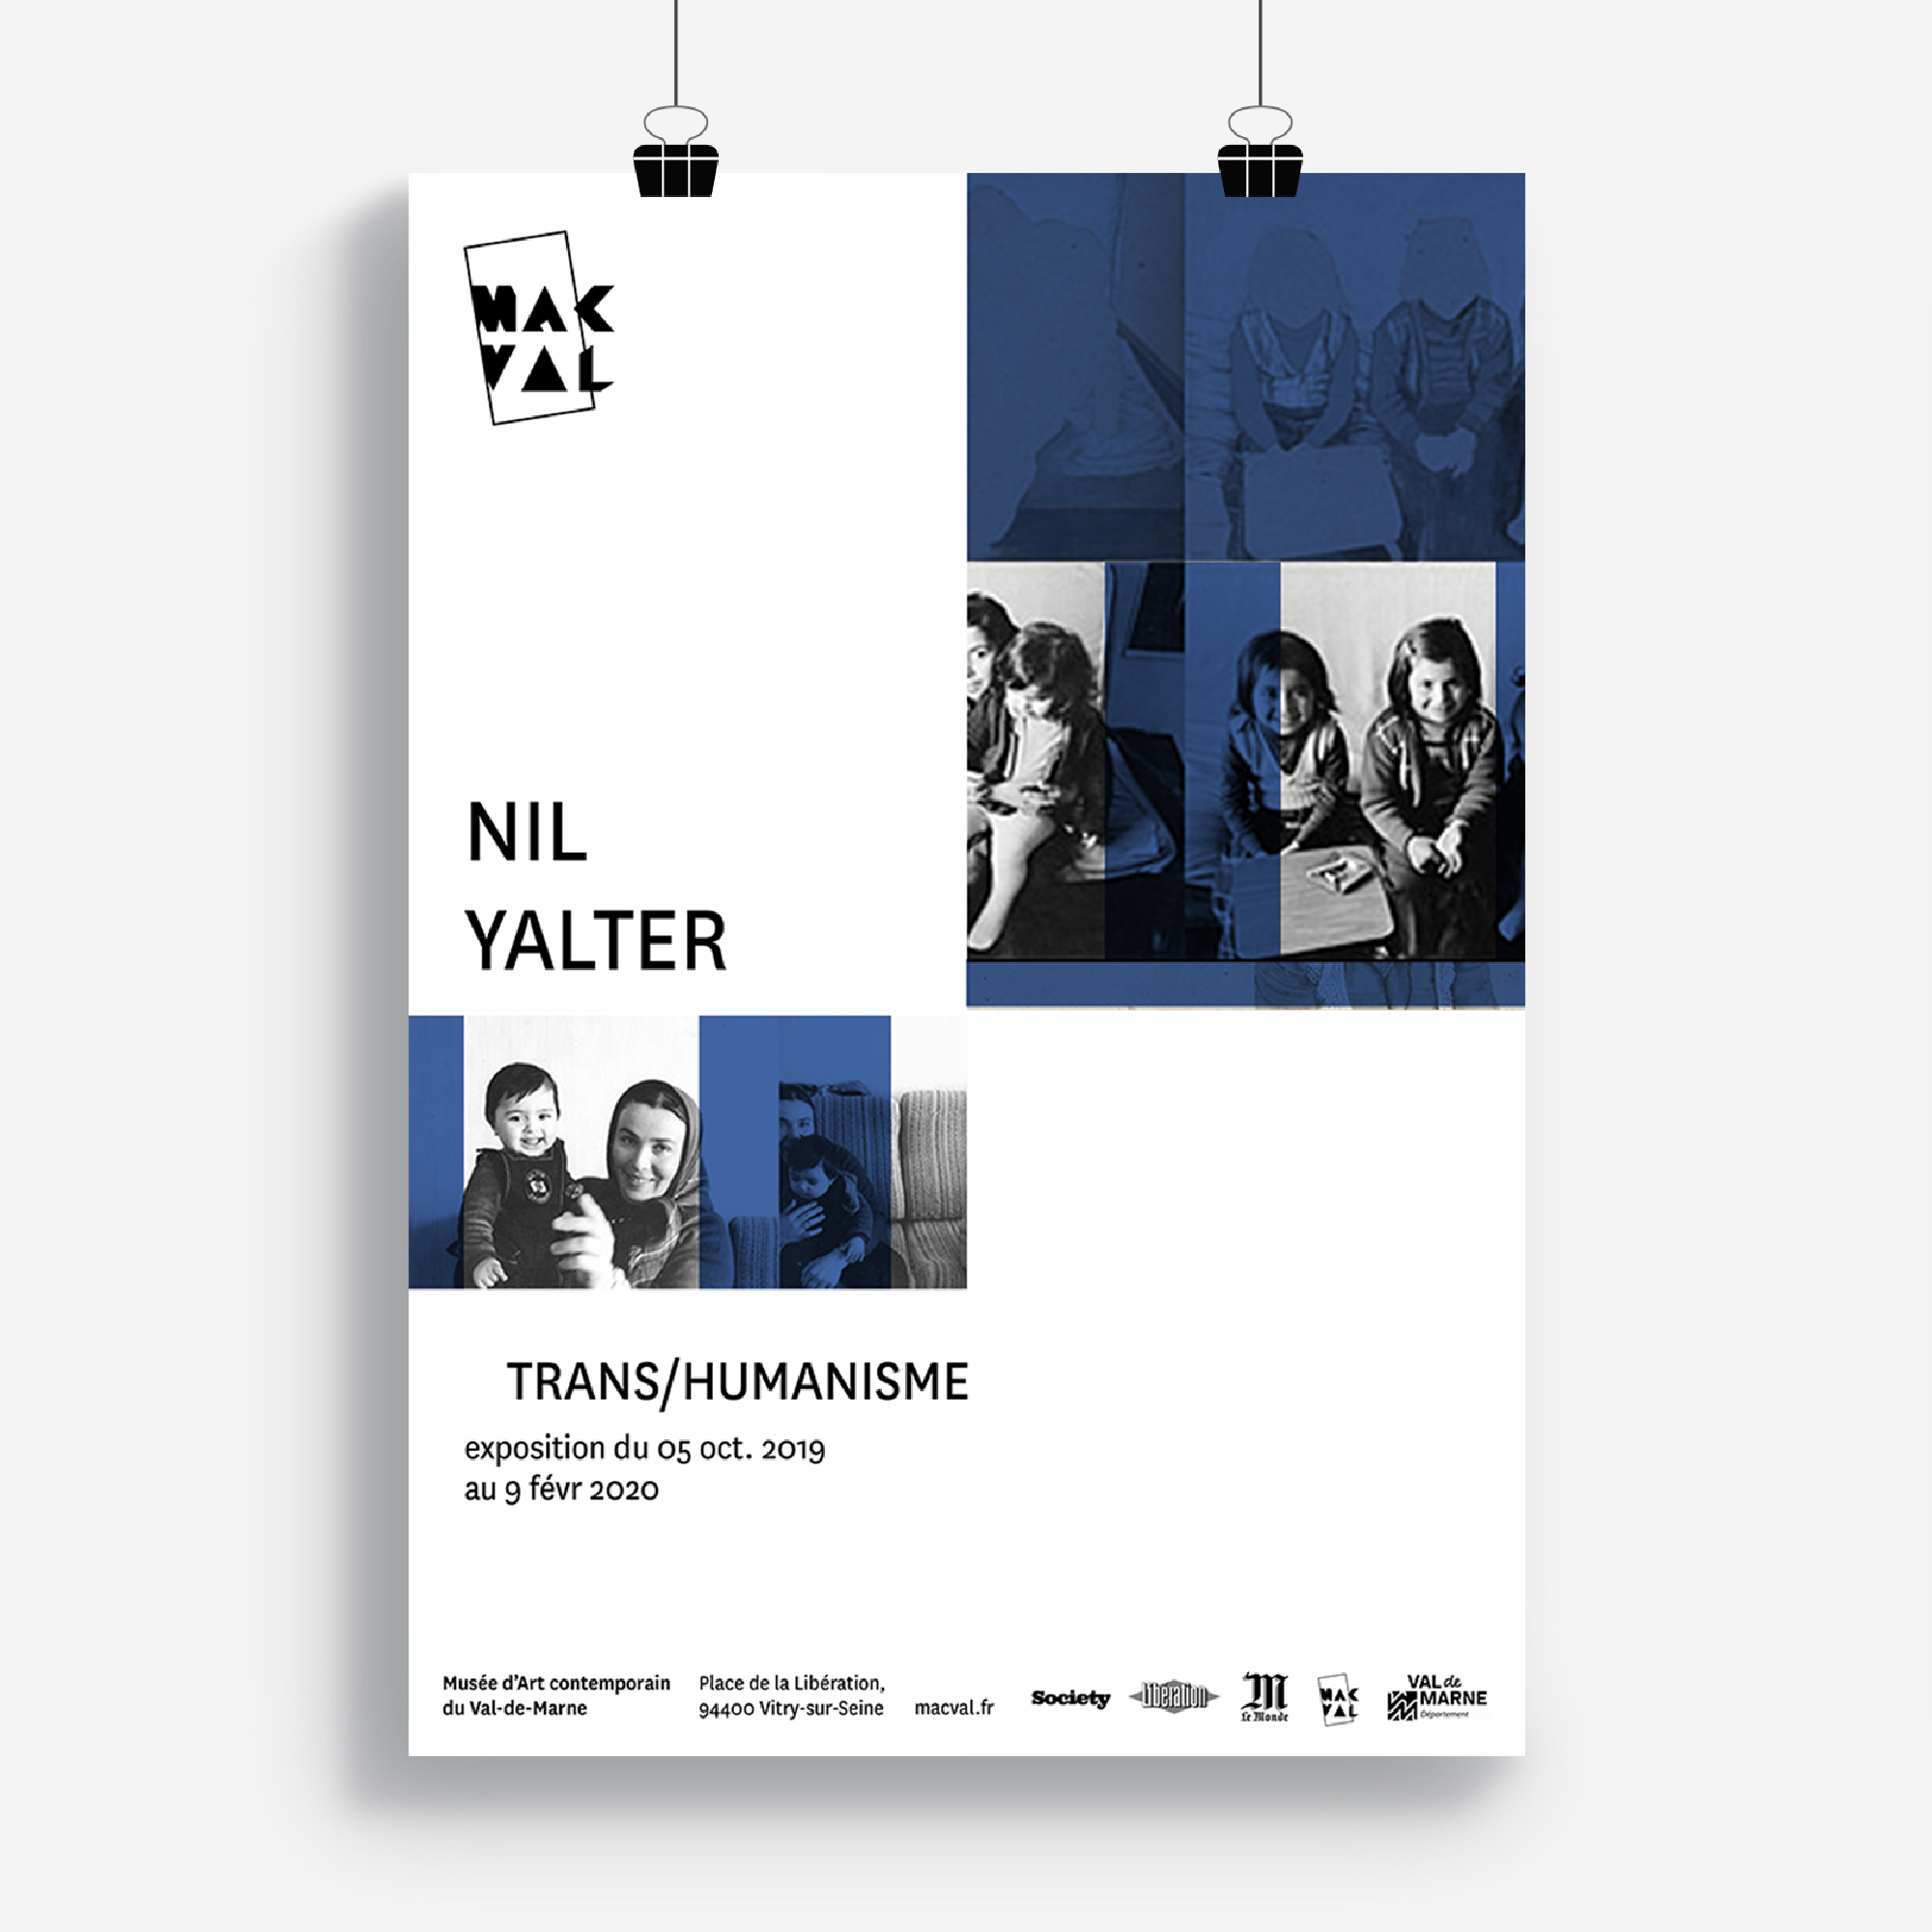 MAC
VAL
NIL
YALTER
TRANS/HUMANISME
exposition du 05 oct. 2019
au 9 févr 2020
Musée d'Art contemporain
du Val-de-Marne
Place de la Libération,
94400 Vitry-sur-Seine
macval.fr
Society
Libération
M
Le Monde
MAC
VAL
VAL de
MARNE
Département